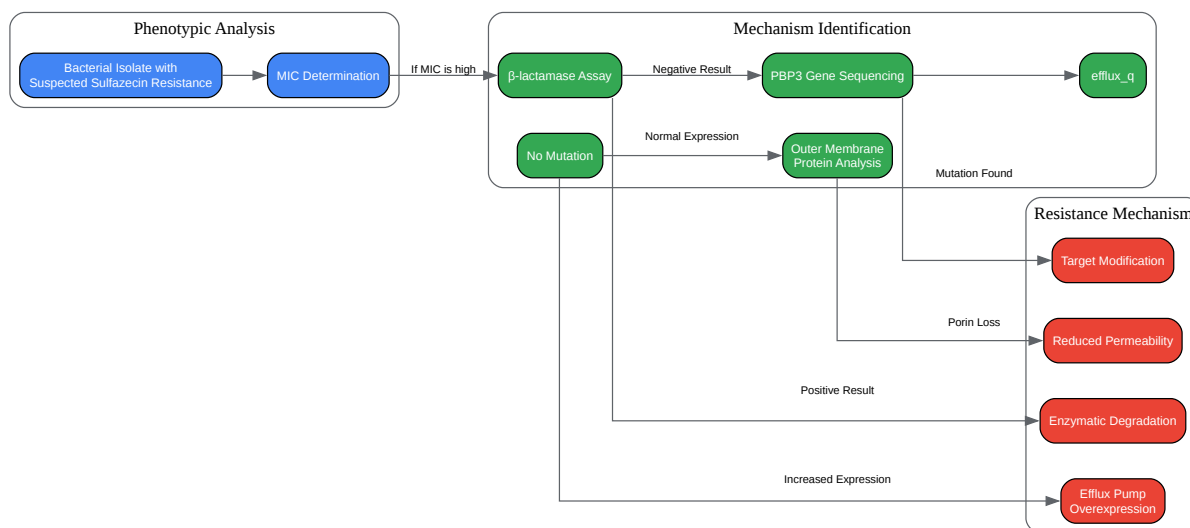 Phenotypic Analysis
Mechanism Identification
Bacterial Isolate with
Suspected Sulfazecin Resistance
MIC Determination
If MIC is high
β-lactamase Assay
Negative Result
PBP3 Gene Sequencing
efflux_q
No Mutation
Normal Expression
Outer Membrane
Protein Analysis
Mutation Found
Resistance Mechanism
Target Modification
Porin Loss
Reduced Permeability
Positive Result
Enzymatic Degradation
Increased Expression
Efflux Pump
Overexpression